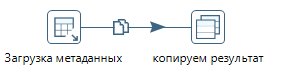 Загрузка метаданных
копируем результат